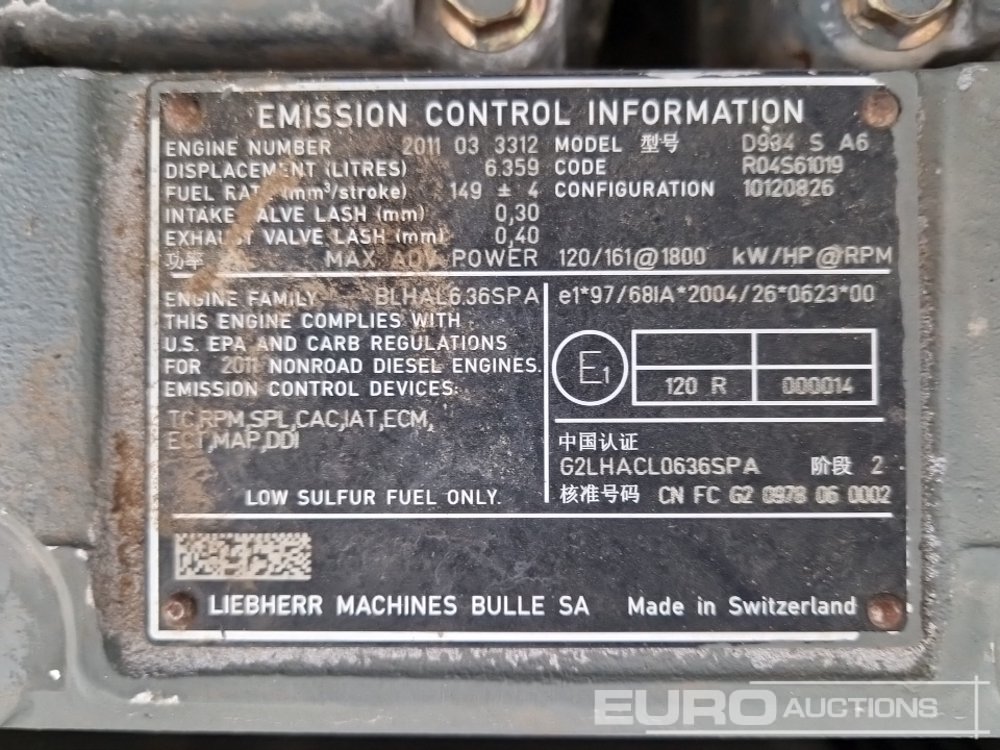 EMISSION CONTROL INFORMATION
ENGINE NUMBER 2011 03 3312
DISPLACEMENT (LITRES) 6.359
FUEL RATE (mm³/stroke) 149 ± 4
INTAKE VALVE LASH (mm) 0,30
EXHAUST VALVE LASH (mm) 0,40
MODEL 型号 D934 S A6
CODE R04S61019
CONFIGURATION 10120826
功率 MAX ADV POWER 120/161@1800 kW/HP@RPM
ENGINE FAMILY BLHAL6.36SPA
THIS ENGINE COMPLIES WITH
U.S. EPA AND CARB REGULATIONS
FOR 2011 NONROAD DIESEL ENGINES.
EMISSION CONTROL DEVICES:
TC,RPM,SPL,CAC,IAT,ECM,
ECT,MAP,DDI
LOW SULFUR FUEL ONLY.
e1*97/68IA*2004/26*0623*00
E1
120 R 000014
中国认证
G2LHACL0636SPA 阶段 2
核准号码 CN FC G2 0978 06 0002
LIEBHERR MACHINES BULLE SA Made in Switzerland
EURO AUCTIONS